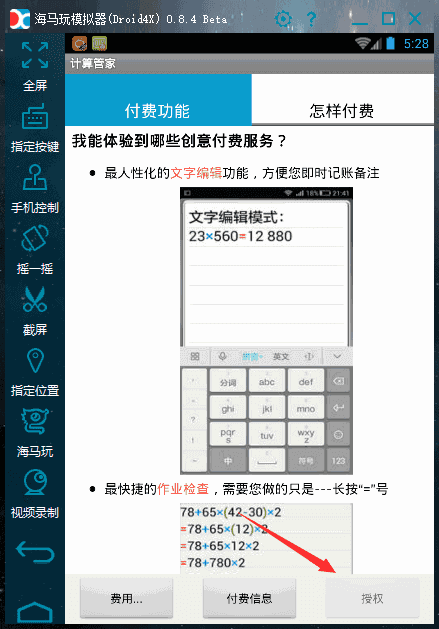 海马玩模拟器(Droid4X) 0.8.4 Beta
5:28
全屏
指定按键
手机控制
摇一摇
截屏
指定位置
海马玩
视频录制
计算管家
付费功能
怎样付费
我能体验到哪些创意付费服务？
最人性化的文字编辑功能，方便您即时记账备注
18% 21:41
文字编辑模式：
23×560=12 880
拼音
英文
分词 abc def
ghi jkl mno
pqrs tuv wxyz
中 符号 123
最快捷的作业检查，需要您做的只是---长按“=”号
78+65×(42-30)×2
=78+65×(12)×2
=78+65×12×2
=78+780×2
费用...
付费信息
授权